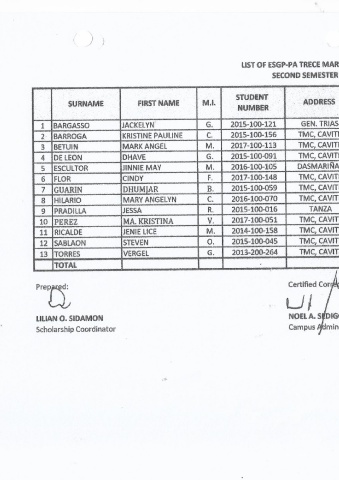 LIST OF ESGP-PA TRECE MAR
SECOND SEMESTER
SURNAME FIRST NAME M.I. STUDENT NUMBER ADDRESS
1 BARGASSO JACKELYN G. 2015-100-121 GEN. TRIAS
2 BARROGA KRISTINE PAULINE C. 2015-100-156 TMC, CAVIT
3 BETUIN MARK ANGEL M. 2017-100-113 TMC, CAVIT
4 DE LEON DHAVE G. 2015-100-091 TMC, CAVIT
5 ESCULTOR JINNIE MAY M. 2016-100-105 DASMARIÑA
6 FLOR CINDY F. 2017-100-148 TMC, CAVIT
7 GUARIN DHUMJAR B. 2015-100-059 TMC, CAVIT
8 HILARIO MARY ANGELYN C. 2016-100-070 TMC, CAVIT
9 PRADILLA JESSA R. 2015-100-016 TANZA
10 PEREZ MA. KRISTINA V. 2017-100-051 TMC, CAVIT
11 RICALDE JENIE LICE M. 2014-100-158 TMC, CAVIT
12 SABLAON STEVEN O. 2015-100-045 TMC, CAVIT
13 TORRES VERGEL G. 2013-200-264 TMC, CAVIT
TOTAL
Prepared: Certified Corre
LILIAN O. SIDAMON NOEL A. SEDIG
Scholarship Coordinator Campus Admin